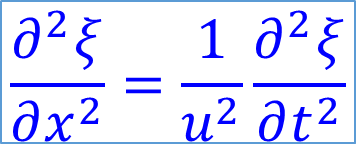 ∂²ξ/∂x² = 1/u² ∂²ξ/∂t²